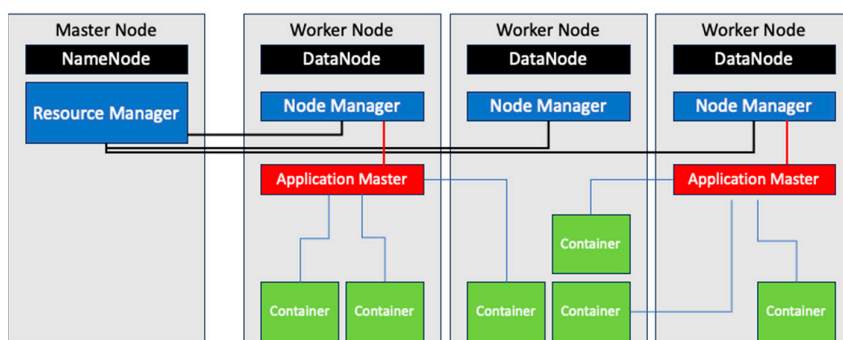 Master Node
NameNode
Resource Manager
Worker Node
DataNode
Node Manager
Application Master
Container
Container
Worker Node
DataNode
Node Manager
Container
Container
Container
Worker Node
DataNode
Node Manager
Application Master
Container